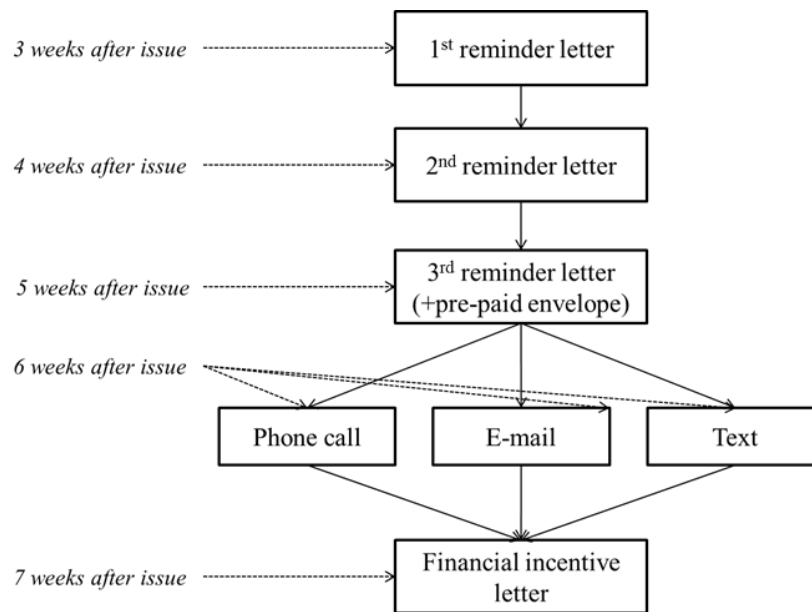 3 weeks after issue
1st reminder letter
4 weeks after issue
2nd reminder letter
5 weeks after issue
3rd reminder letter
(+pre-paid envelope)
6 weeks after issue
Phone call
E-mail
Text
7 weeks after issue
Financial incentive
letter